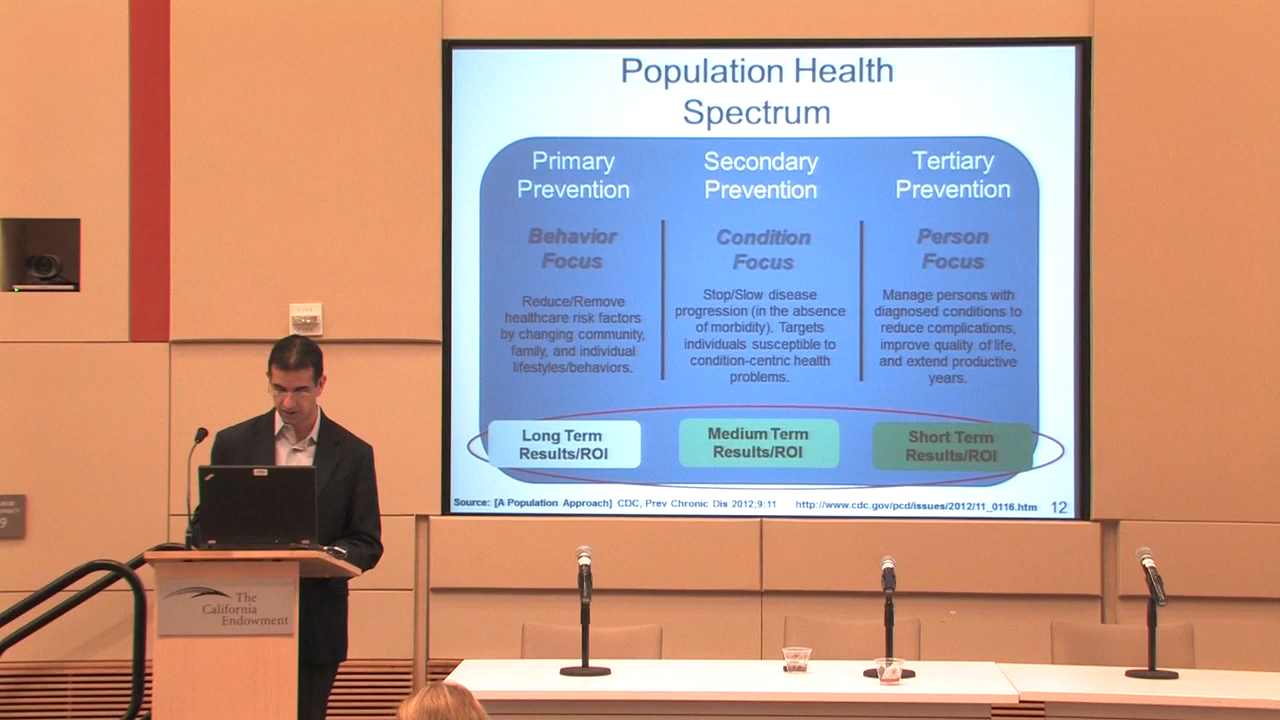 Population Health
Spectrum
Primary
Prevention
Behavior
Focus
Reduce/Remove
healthcare risk factors
by changing community,
family, and individual
lifestyles/behaviors.
Long Term
Results/ROI
Secondary
Prevention
Condition
Focus
Stop/Slow disease
progression (in the absence
of morbidity). Targets
individuals susceptible to
condition-centric health
problems.
Medium Term
Results/ROI
Tertiary
Prevention
Person
Focus
Manage persons with
diagnosed conditions to
reduce complications,
improve quality of life,
and extend productive
years.
Short Term
Results/ROI
Source: [A Population Approach] CDC, Prev Chronic Dis 2012;9:11 http://www.cdc.gov/pcd/issues/2012/11_0116.htm 12
The
California
Endowment
9